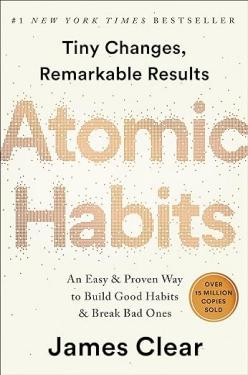 #1 NEW YORK TIMES BESTSELLER
Tiny Changes,
Remarkable Results
Atomic
Habits
An Easy & Proven Way
to Build Good Habits
& Break Bad Ones
OVER
15 MILLION
COPIES
SOLD
James Clear